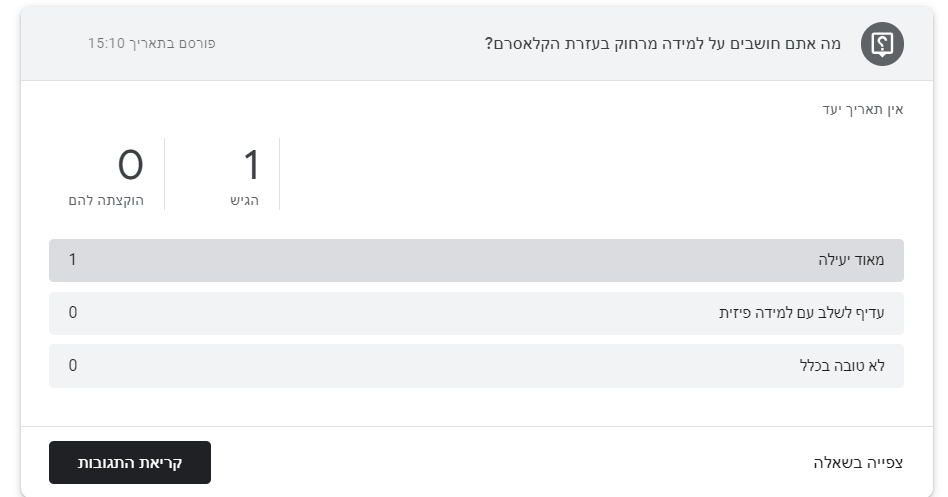 מה אתם חושבים על למידה מרחוק בעזרת הקלאסרם?
פורסם בתאריך 15:10
אין תאריך יעד
1
הגיש
0
הוקצתה להם
מאוד יעילה 1
עדיף לשלב עם למידה פיזית 0
לא טובה בכלל 0
צפייה בשאלה
קריאת התגובות